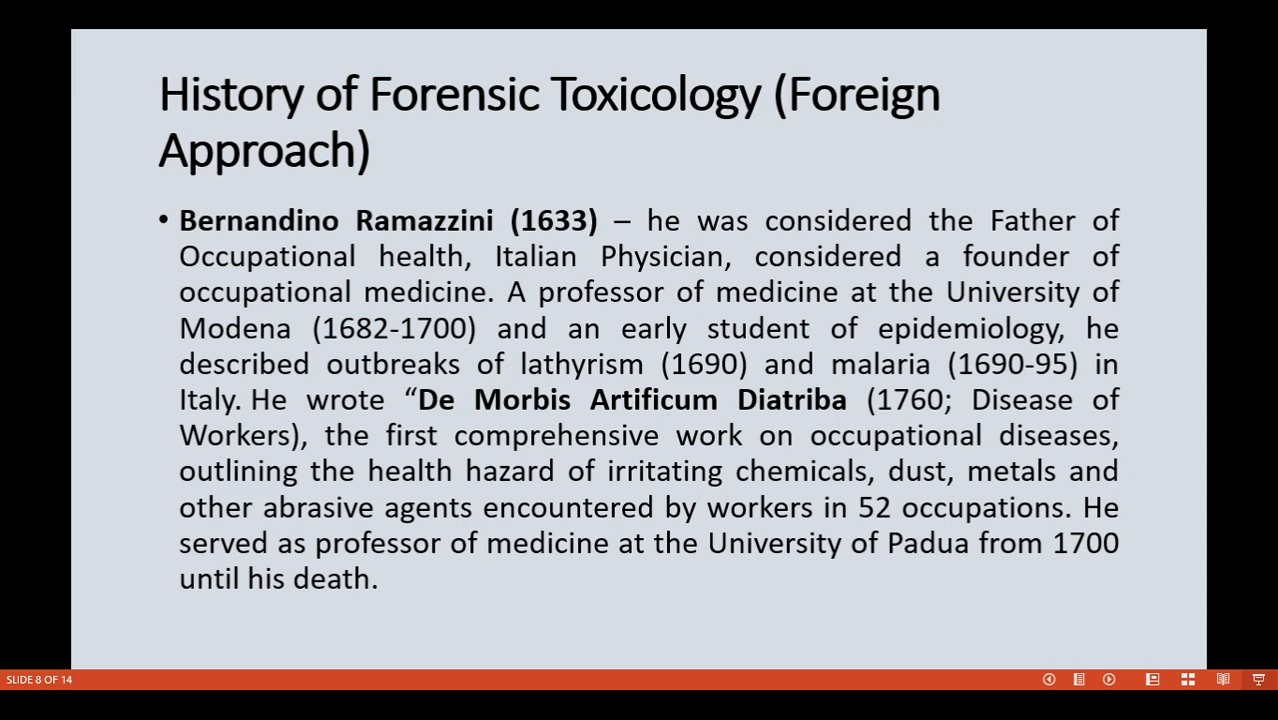 History of Forensic Toxicology (Foreign
Approach)
• Bernandino Ramazzini (1633) – he was considered the Father of
Occupational health, Italian Physician, considered a founder of
occupational medicine. A professor of medicine at the University of
Modena (1682-1700) and an early student of epidemiology, he
described outbreaks of lathyrism (1690) and malaria (1690-95) in
Italy. He wrote “De Morbis Artificum Diatriba (1760; Disease of
Workers), the first comprehensive work on occupational diseases,
outlining the health hazard of irritating chemicals, dust, metals and
other abrasive agents encountered by workers in 52 occupations. He
served as professor of medicine at the University of Padua from 1700
until his death.
SLIDE 8 OF 14